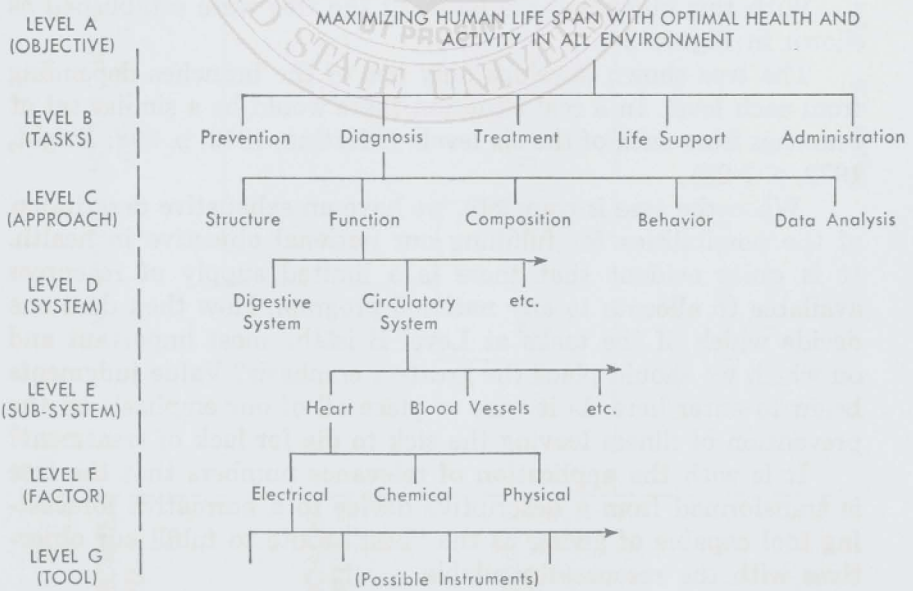 LEVEL A
(OBJECTIVE)
MAXIMIZING HUMAN LIFE SPAN WITH OPTIMAL HEALTH AND
ACTIVITY IN ALL ENVIRONMENT
STATE UNIVERSITY
LEVEL B
(TASKS)
Prevention Diagnosis Treatment Life Support Administration
LEVEL C
(APPROACH)
Structure Function Composition Behavior Data Analysis
LEVEL D
(SYSTEM)
Digestive System
Circulatory System
etc.
LEVEL E
(SUB-SYSTEM)
Heart Blood Vessels etc.
LEVEL F
(FACTOR)
Electrical Chemical Physical
LEVEL G
(TOOL)
(Possible Instruments)